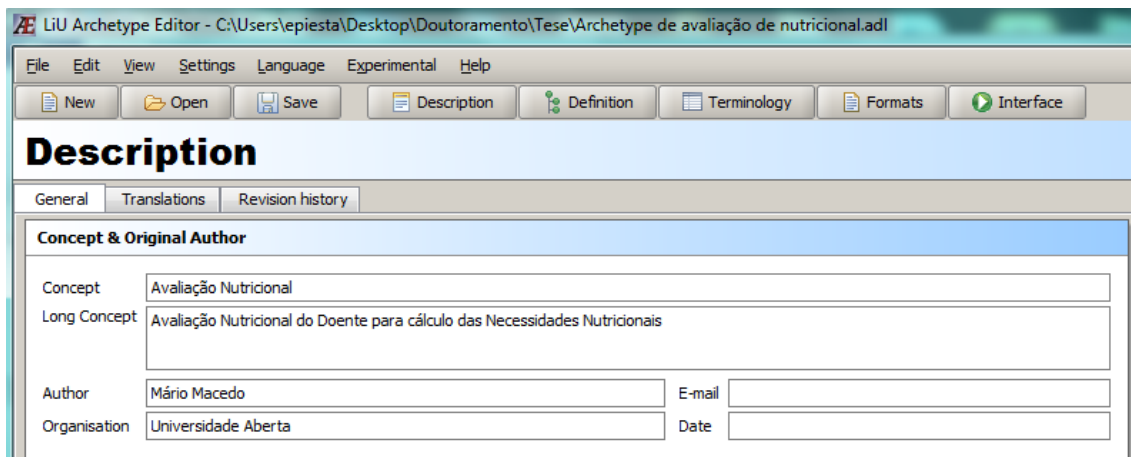 LiU Archetype Editor - C:\Users\epiesta\Desktop\Doutoramento\Tese\Archetype de avaliação de nutricional.adl
File Edit View Settings Language Experimental Help
New Open Save Description Definition Terminology Formats Interface
Description
General Translations Revision history
Concept & Original Author
Concept Avaliação Nutricional
Long Concept Avaliação Nutricional do Doente para cálculo das Necessidades Nutricionais
Author Mário Macedo E-mail
Organisation Universidade Aberta Date